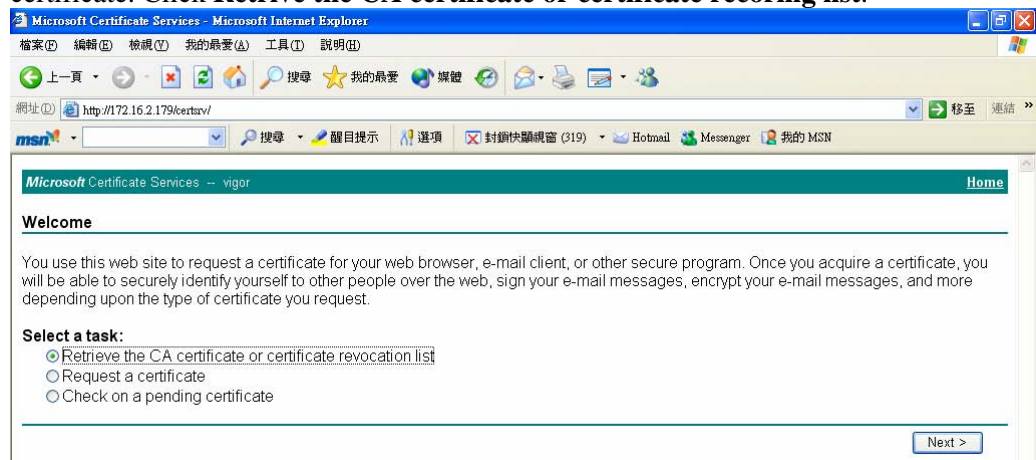 certificate. Click Retrive the CA certificate or certificate recoring list.
Microsoft Certificate Services - Microsoft Internet Explorer
檔案(F) 編輯(E) 檢視(V) 我的最愛(A) 工具(T) 說明(H)
上一頁 搜尋 我的最愛 媒體
網址(D) http://172.16.2.179/certsrv/ 移至 連結 »
msn 搜尋 醒目提示 選項 封鎖快顯視窗 (319) Hotmail Messenger 我的 MSN
Microsoft Certificate Services -- vigor Home
Welcome
You use this web site to request a certificate for your web browser, e-mail client, or other secure program. Once you acquire a certificate, you
will be able to securely identify yourself to other people over the web, sign your e-mail messages, encrypt your e-mail messages, and more
depending upon the type of certificate you request.
Select a task:
Retrieve the CA certificate or certificate revocation list
Request a certificate
Check on a pending certificate
Next >